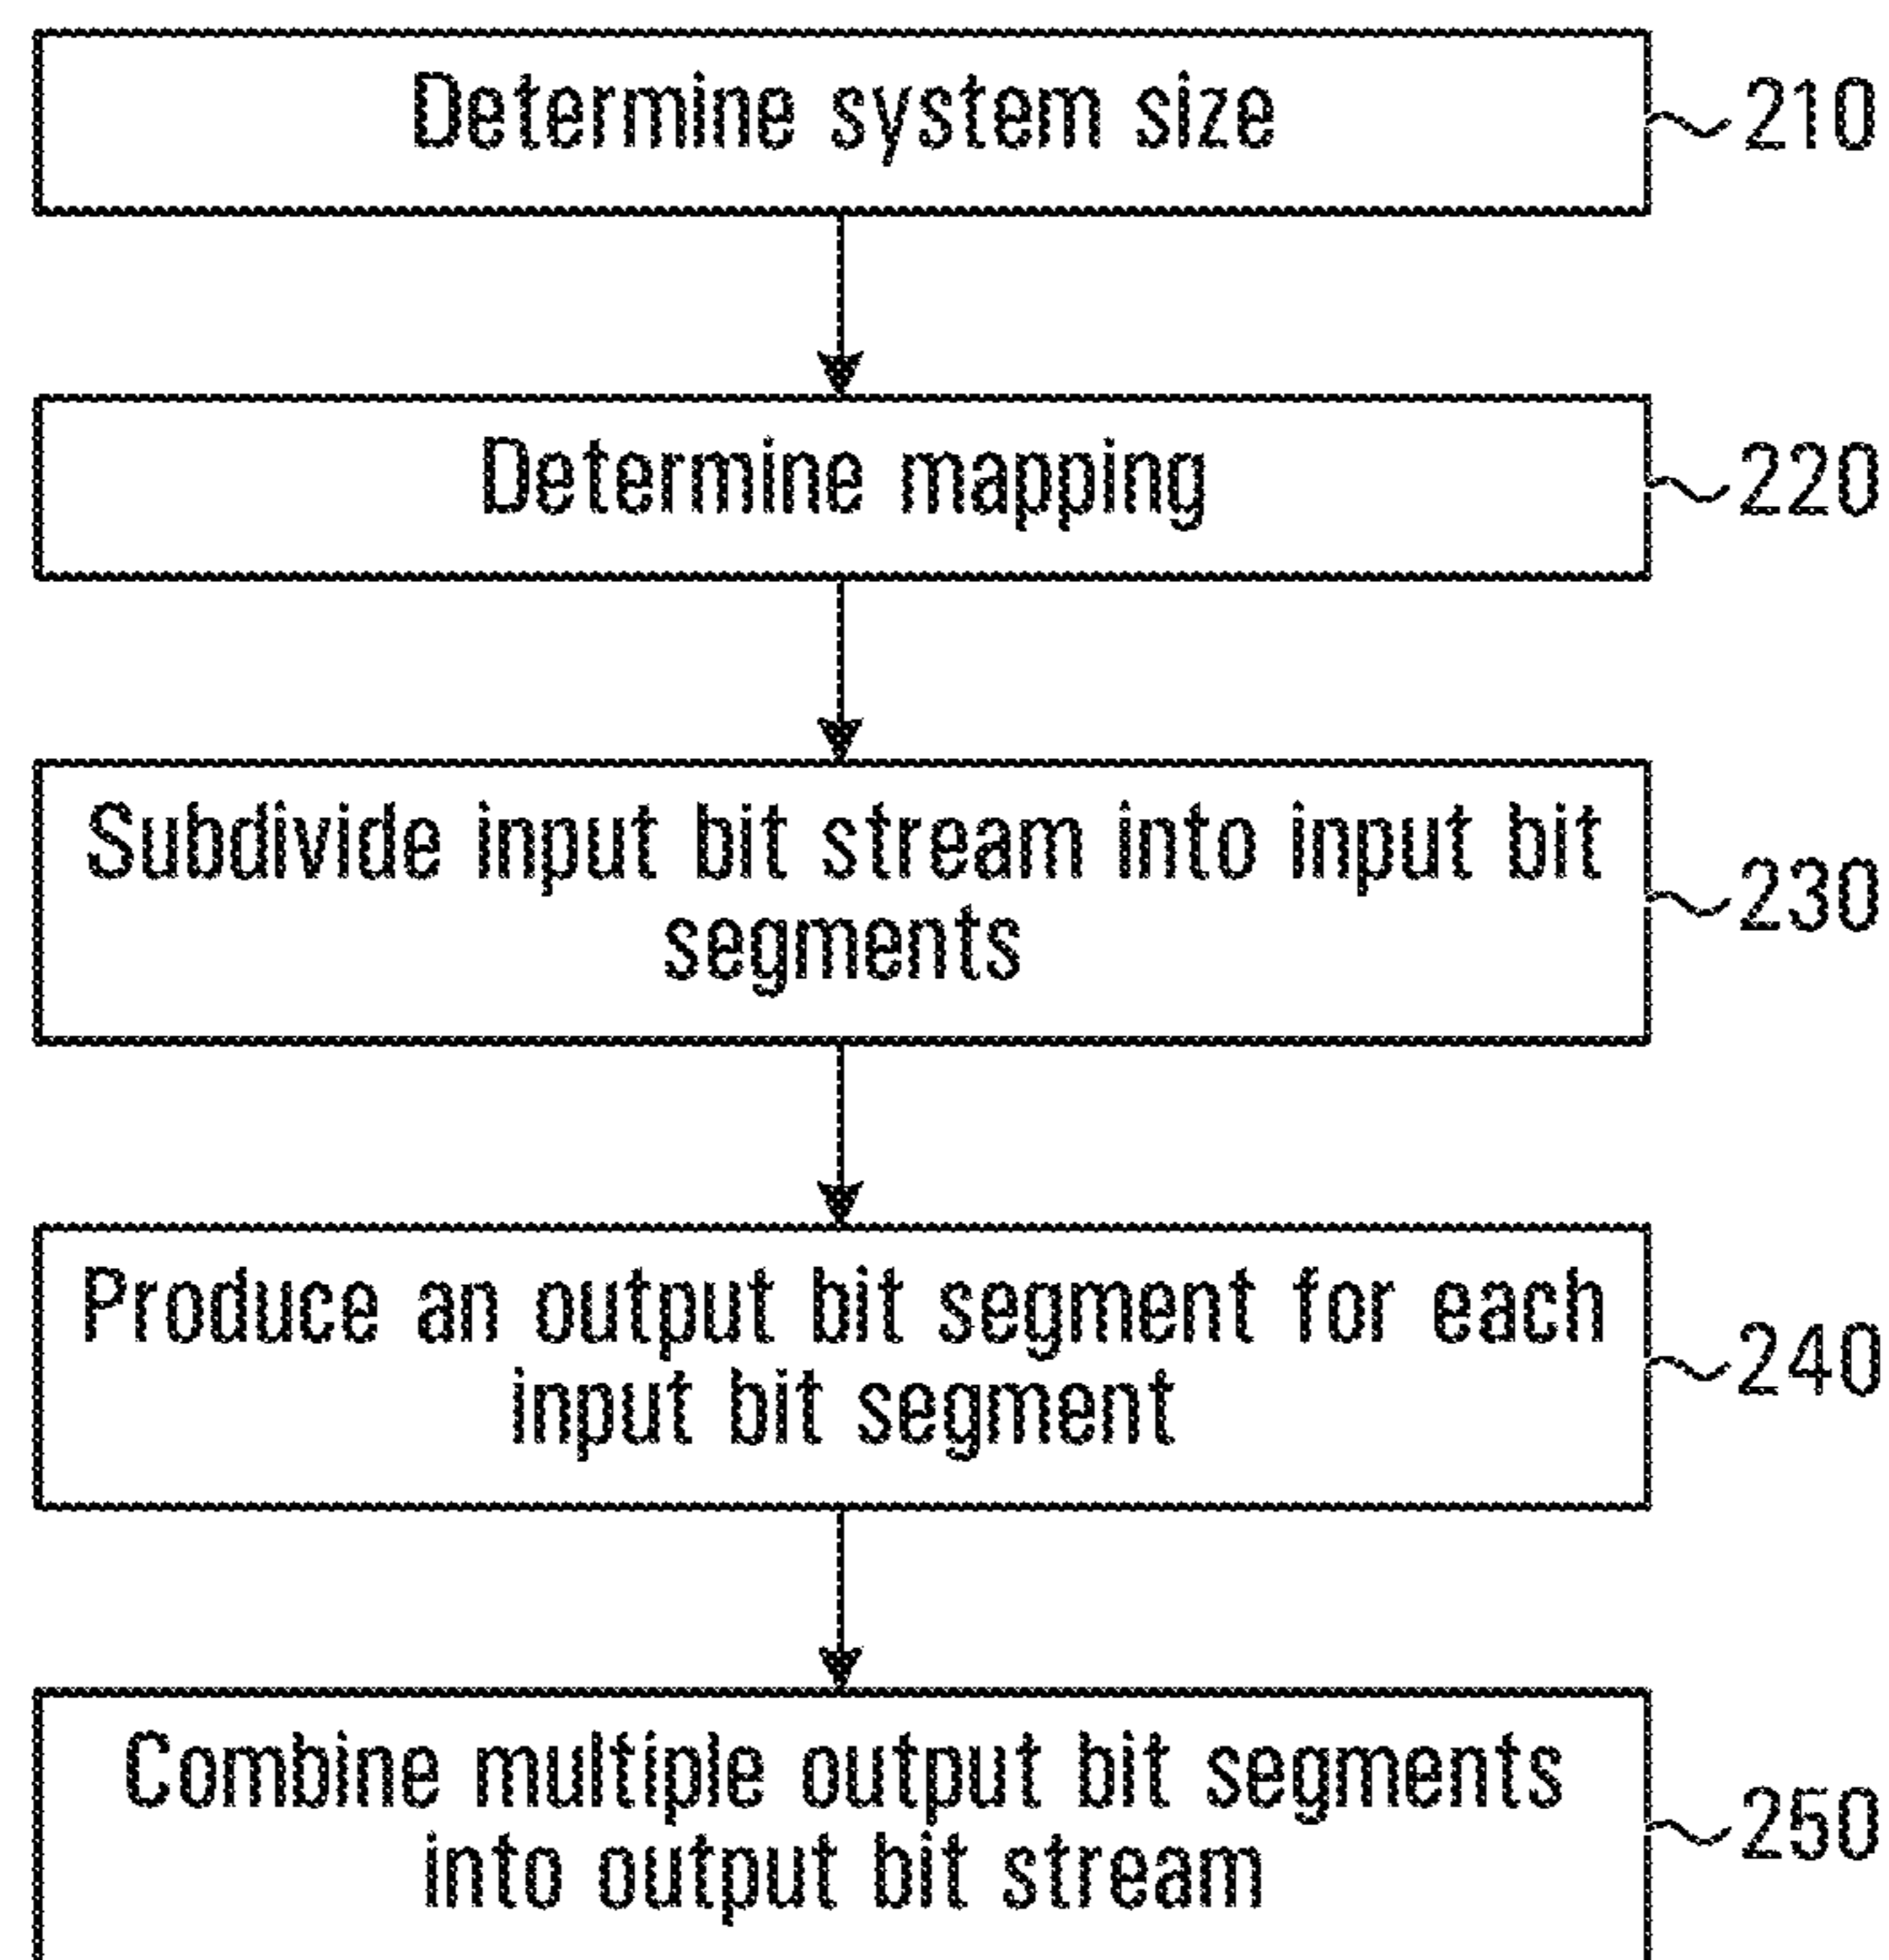 Determine system size
210
Determine mapping
220
Subdivide input bit stream into input bit
segments
230
Produce an output bit segment for each
input bit segment
240
Combine multiple output bit segments
into output bit stream
250